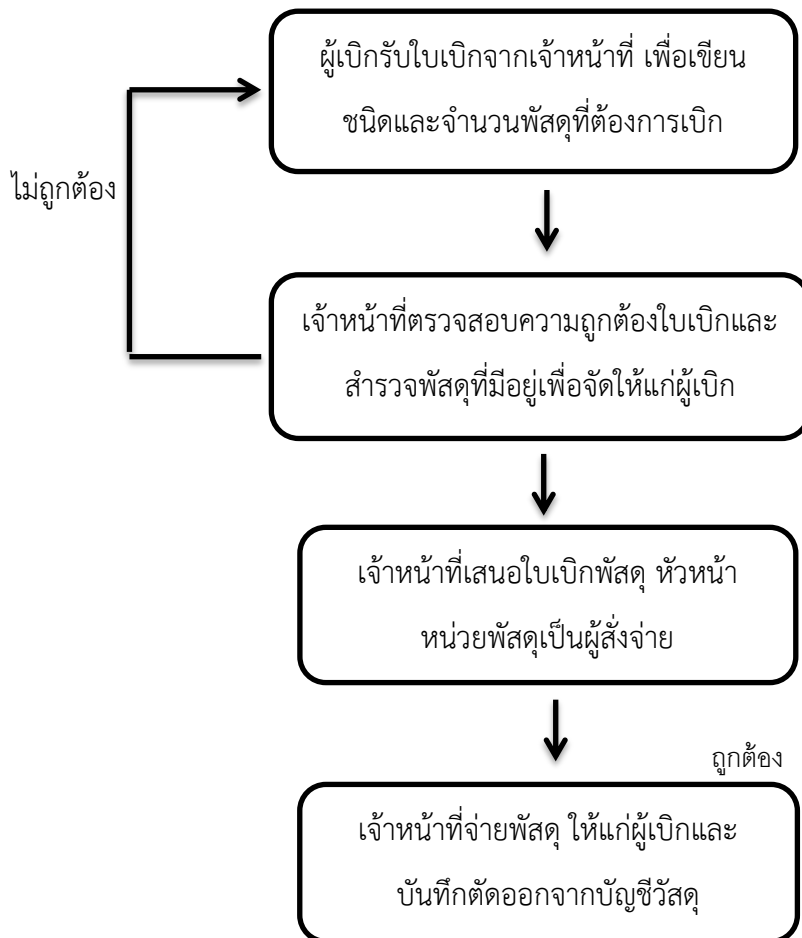 ผู้เบิกรับใบเบิกจากเจ้าหน้าที่ เพื่อเขียน
ชนิดและจำนวนพัสดุที่ต้องการเบิก
ไม่ถูกต้อง
เจ้าหน้าที่ตรวจสอบความถูกต้องใบเบิกและ
สำรวจพัสดุที่มีอยู่เพื่อจัดให้แก่ผู้เบิก
เจ้าหน้าที่เสนอใบเบิกพัสดุ หัวหน้า
หน่วยพัสดุเป็นผู้สั่งจ่าย
ถูกต้อง
เจ้าหน้าที่จ่ายพัสดุ ให้แก่ผู้เบิกและ
บันทึกตัดออกจากบัญชีวัสดุ